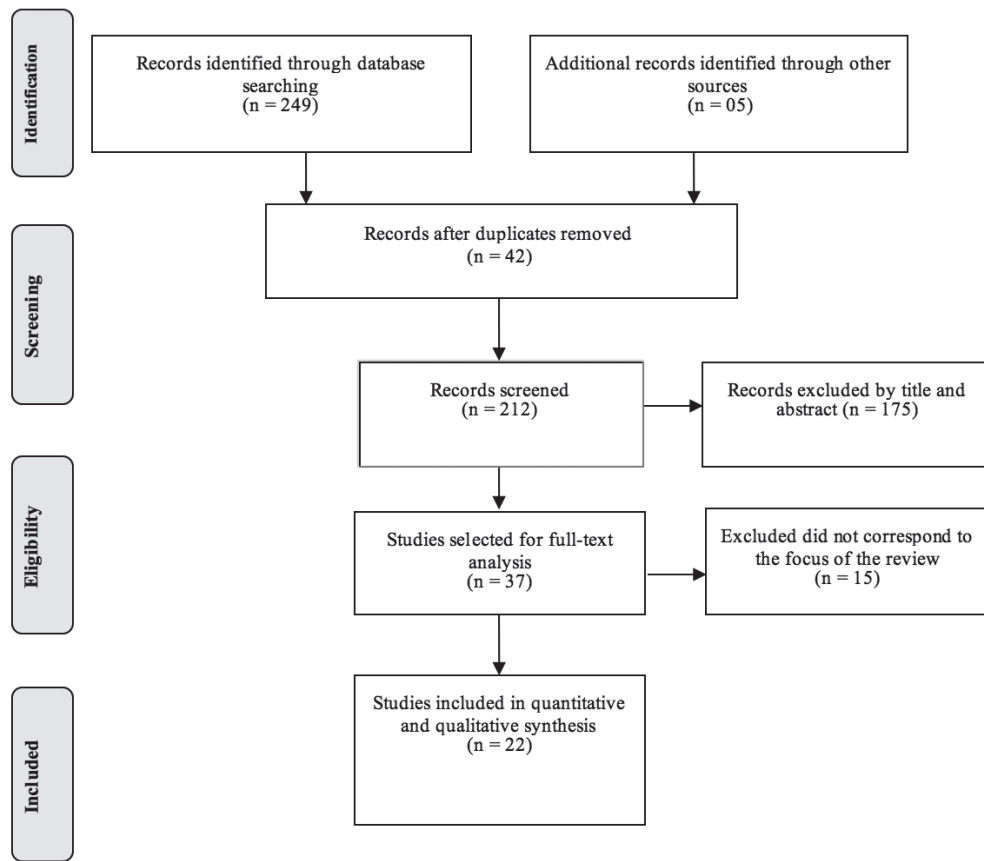 Identification
Records identified through database
searching
(n = 249)
Additional records identified through other
sources
(n = 05)
Screening
Records after duplicates removed
(n = 42)
Records screened
(n = 212)
Records excluded by title and
abstract (n = 175)
Eligibility
Studies selected for full-text
analysis
(n = 37)
Excluded did not correspond to
the focus of the review
(n = 15)
Included
Studies included in quantitative
and qualitative synthesis
(n = 22)